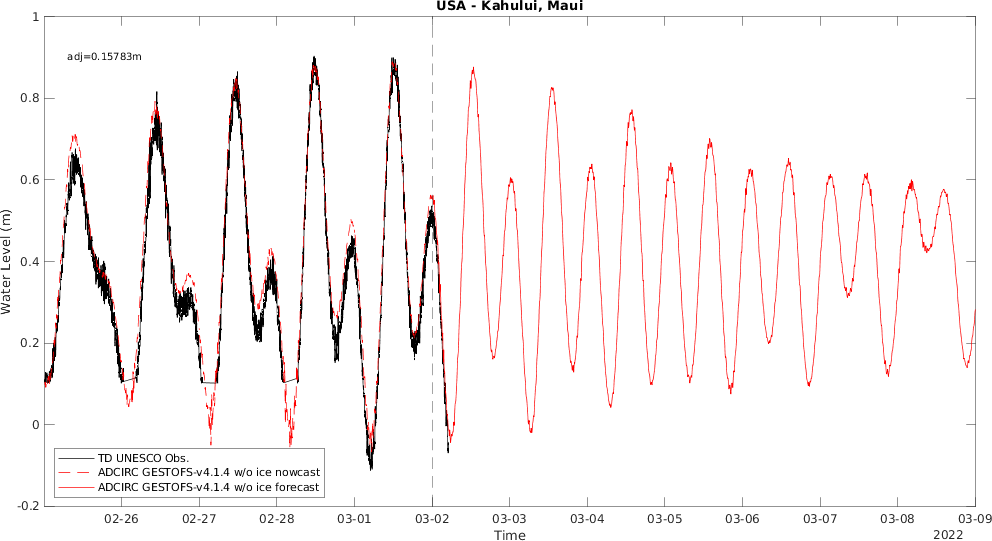 USA - Kahului, Maui
adj=0.15783m
1
0.8
0.6
0.4
0.2
0
-0.2
Water Level (m)
TD UNESCO Obs.
ADCIRC GESTOFS-v4.1.4 w/o ice nowcast
ADCIRC GESTOFS-v4.1.4 w/o ice forecast
02-26 02-27 02-28 03-01 03-02 03-03 03-04 03-05 03-06 03-07 03-08 03-09
Time
2022